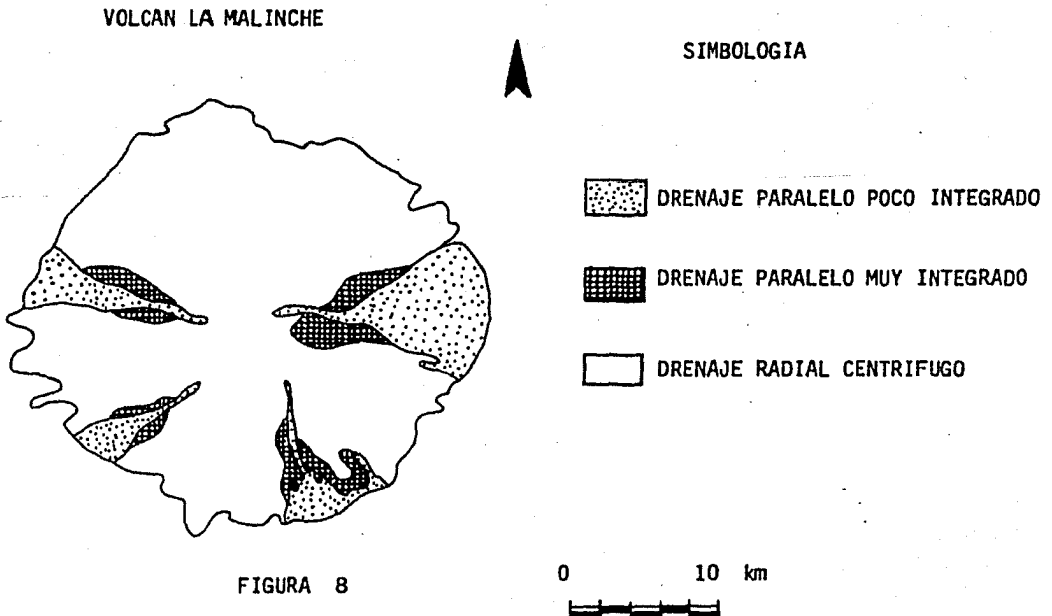 VOLCAN LA MALINCHE
SIMBOLOGIA
DRENAJE PARALELO POCO INTEGRADO
DRENAJE PARALELO MUY INTEGRADO
DRENAJE RADIAL CENTRIFUGO
FIGURA 8
0 10 km